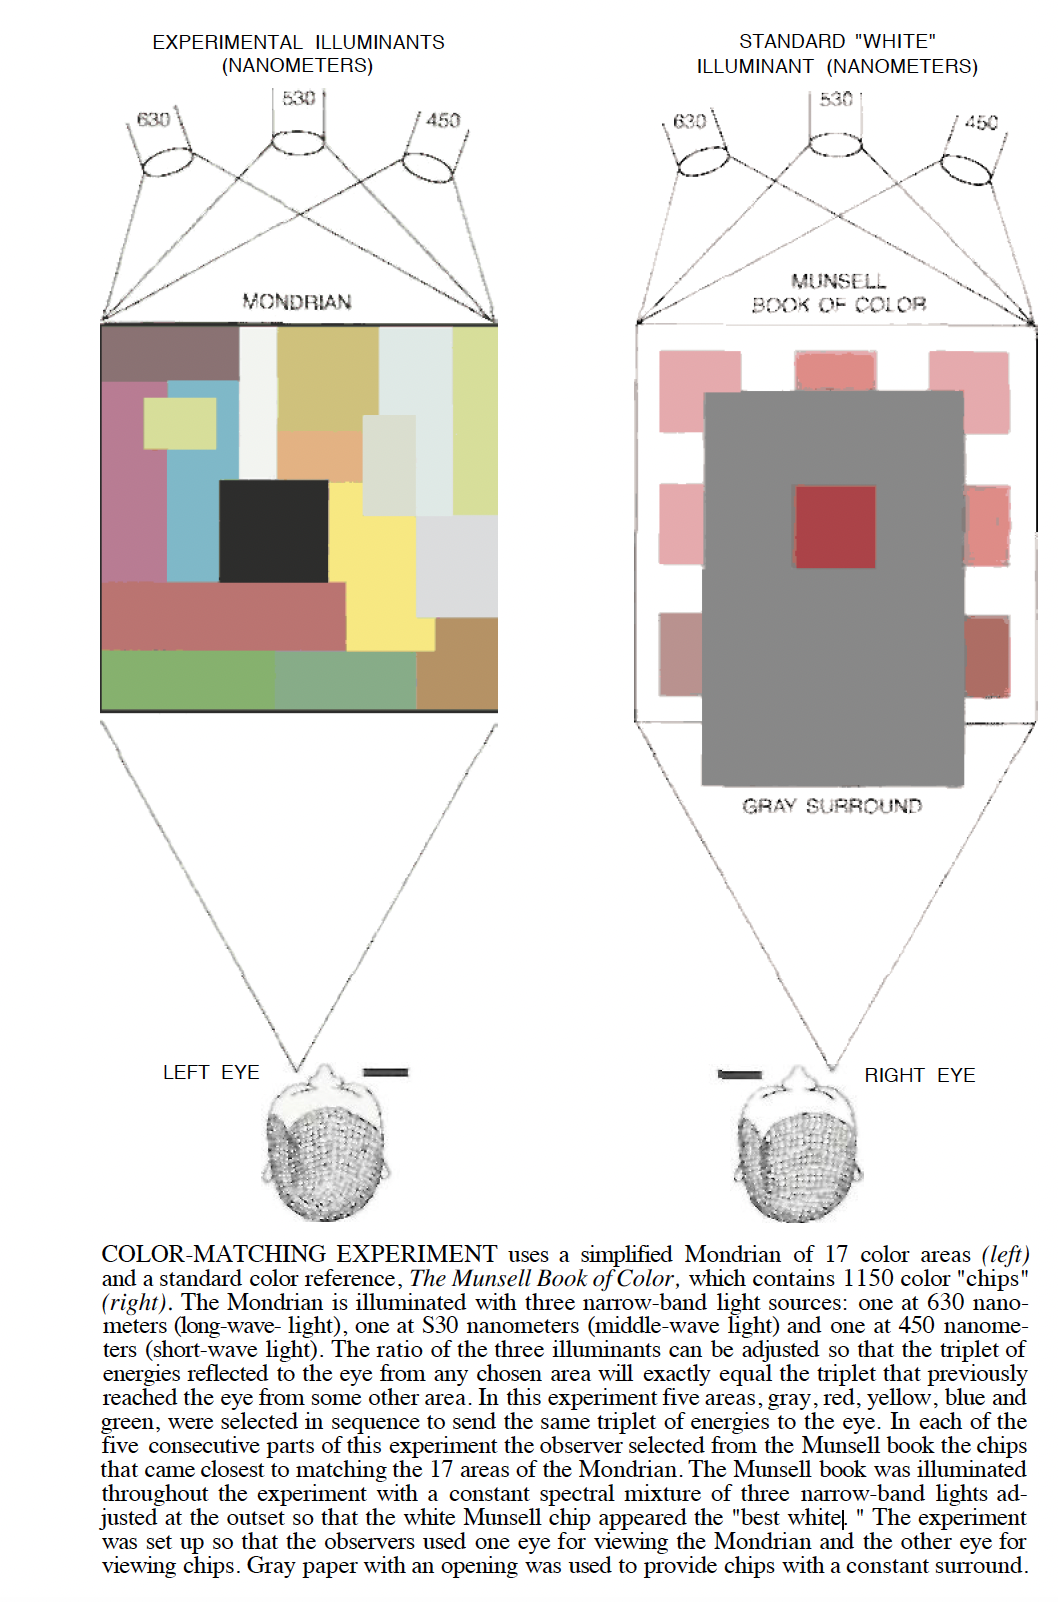 EXPERIMENTAL ILLUMINANTS
(NANOMETERS)
STANDARD "WHITE"
ILLUMINANT (NANOMETERS)
630
530
450
630
530
450
MONDRIAN
MUNSELL
BOOK OF COLOR
GRAY SURROUND
LEFT EYE
RIGHT EYE
COLOR-MATCHING EXPERIMENT uses a simplified Mondrian of 17 color areas (left)
and a standard color reference, The Munsell Book of Color, which contains 1150 color "chips"
(right). The Mondrian is illuminated with three narrow-band light sources: one at 630 nano-
meters (long-wave- light), one at S30 nanometers (middle-wave light) and one at 450 nanome-
ters (short-wave light). The ratio of the three illuminants can be adjusted so that the triplet of
energies reflected to the eye from any chosen area will exactly equal the triplet that previously
reached the eye from some other area. In this experiment five areas, gray, red, yellow, blue and
green, were selected in sequence to send the same triplet of energies to the eye. In each of the
five consecutive parts of this experiment the observer selected from the Munsell book the chips
that came closest to matching the 17 areas of the Mondrian. The Munsell book was illuminated
throughout the experiment with a constant spectral mixture of three narrow-band lights ad-
justed at the outset so that the white Munsell chip appeared the "best white. " The experiment
was set up so that the observers used one eye for viewing the Mondrian and the other eye for
viewing chips. Gray paper with an opening was used to provide chips with a constant surround.